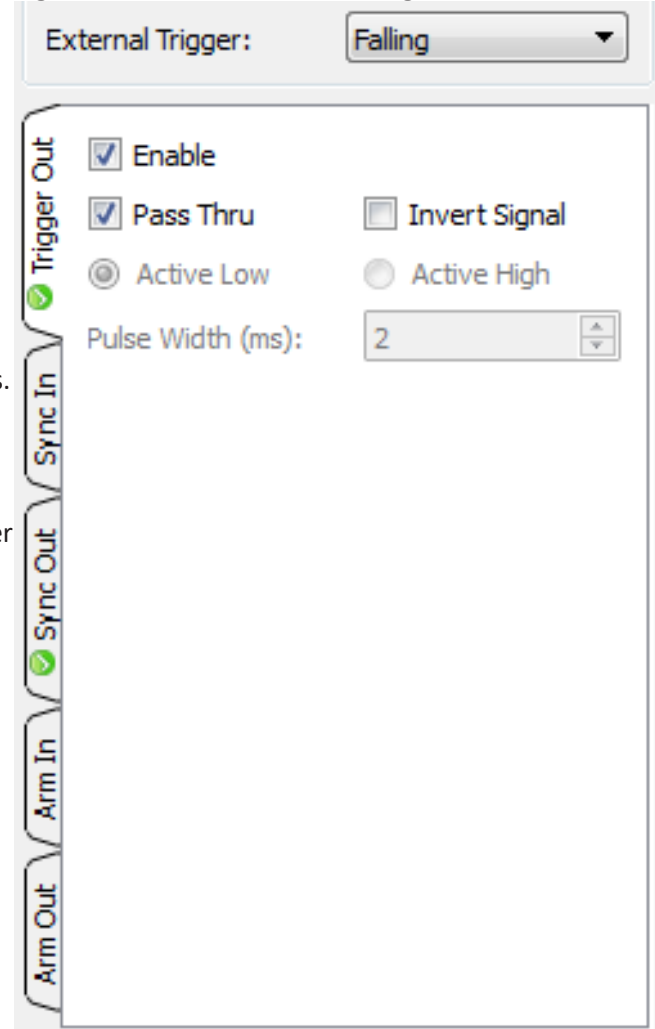 External Trigger: Falling
Trigger Out
Enable
Pass Thru Invert Signal
Active Low Active High
Pulse Width (ms): 2
s.
Sync In
er
Sync Out
Arm In
Arm Out